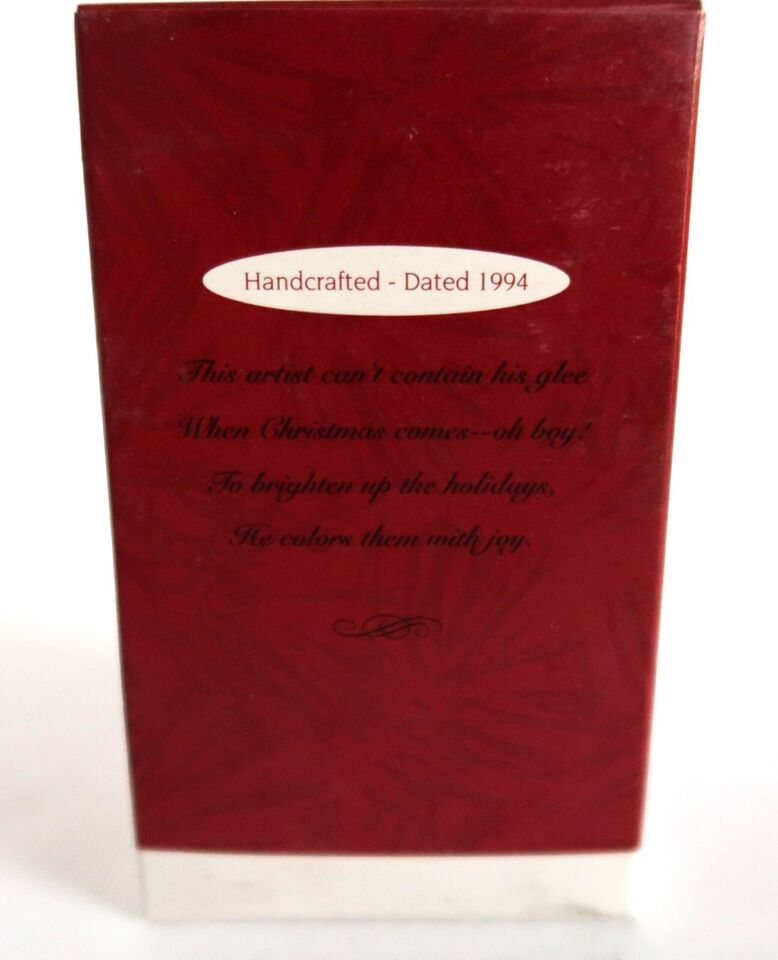 Handcrafted - Dated 1994
This artist can't contain his glee
When Christmas comes--oh boy!
To brighten up the holidays,
He colors them with joy.